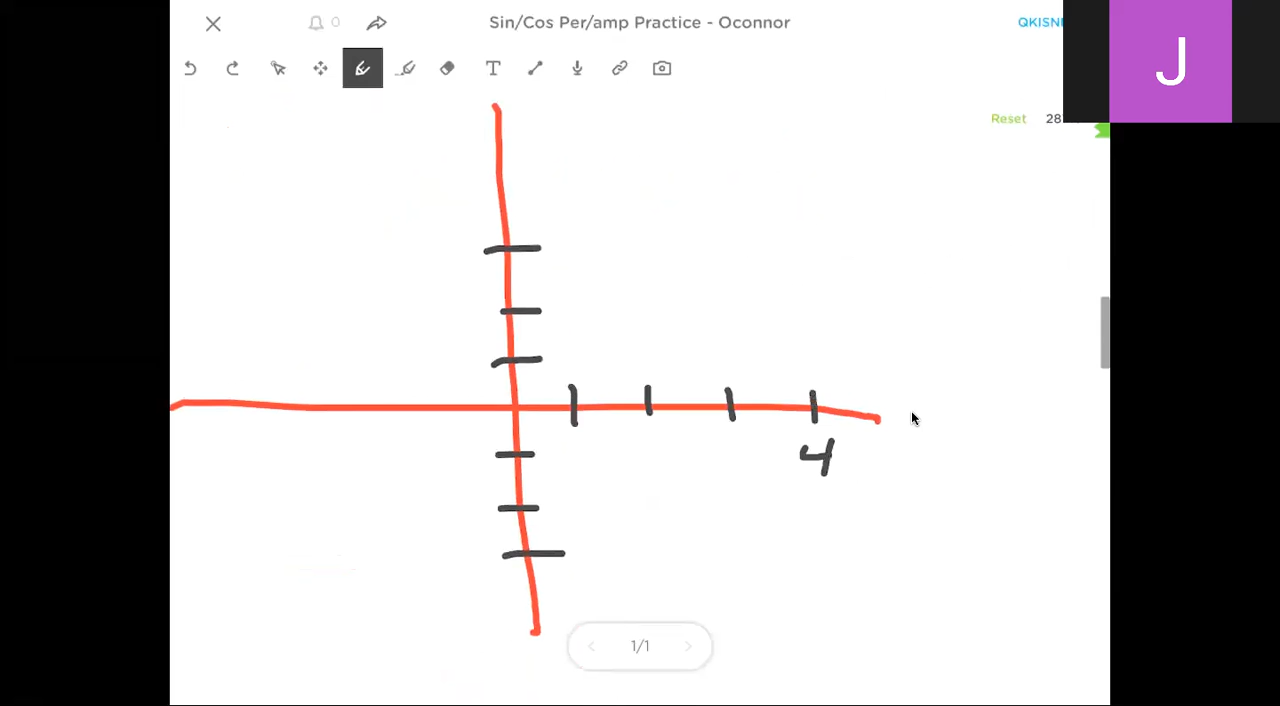 0 Sin/Cos Per/amp Practice - Oconnor QKISN
J
T
Reset 28
4
1/1